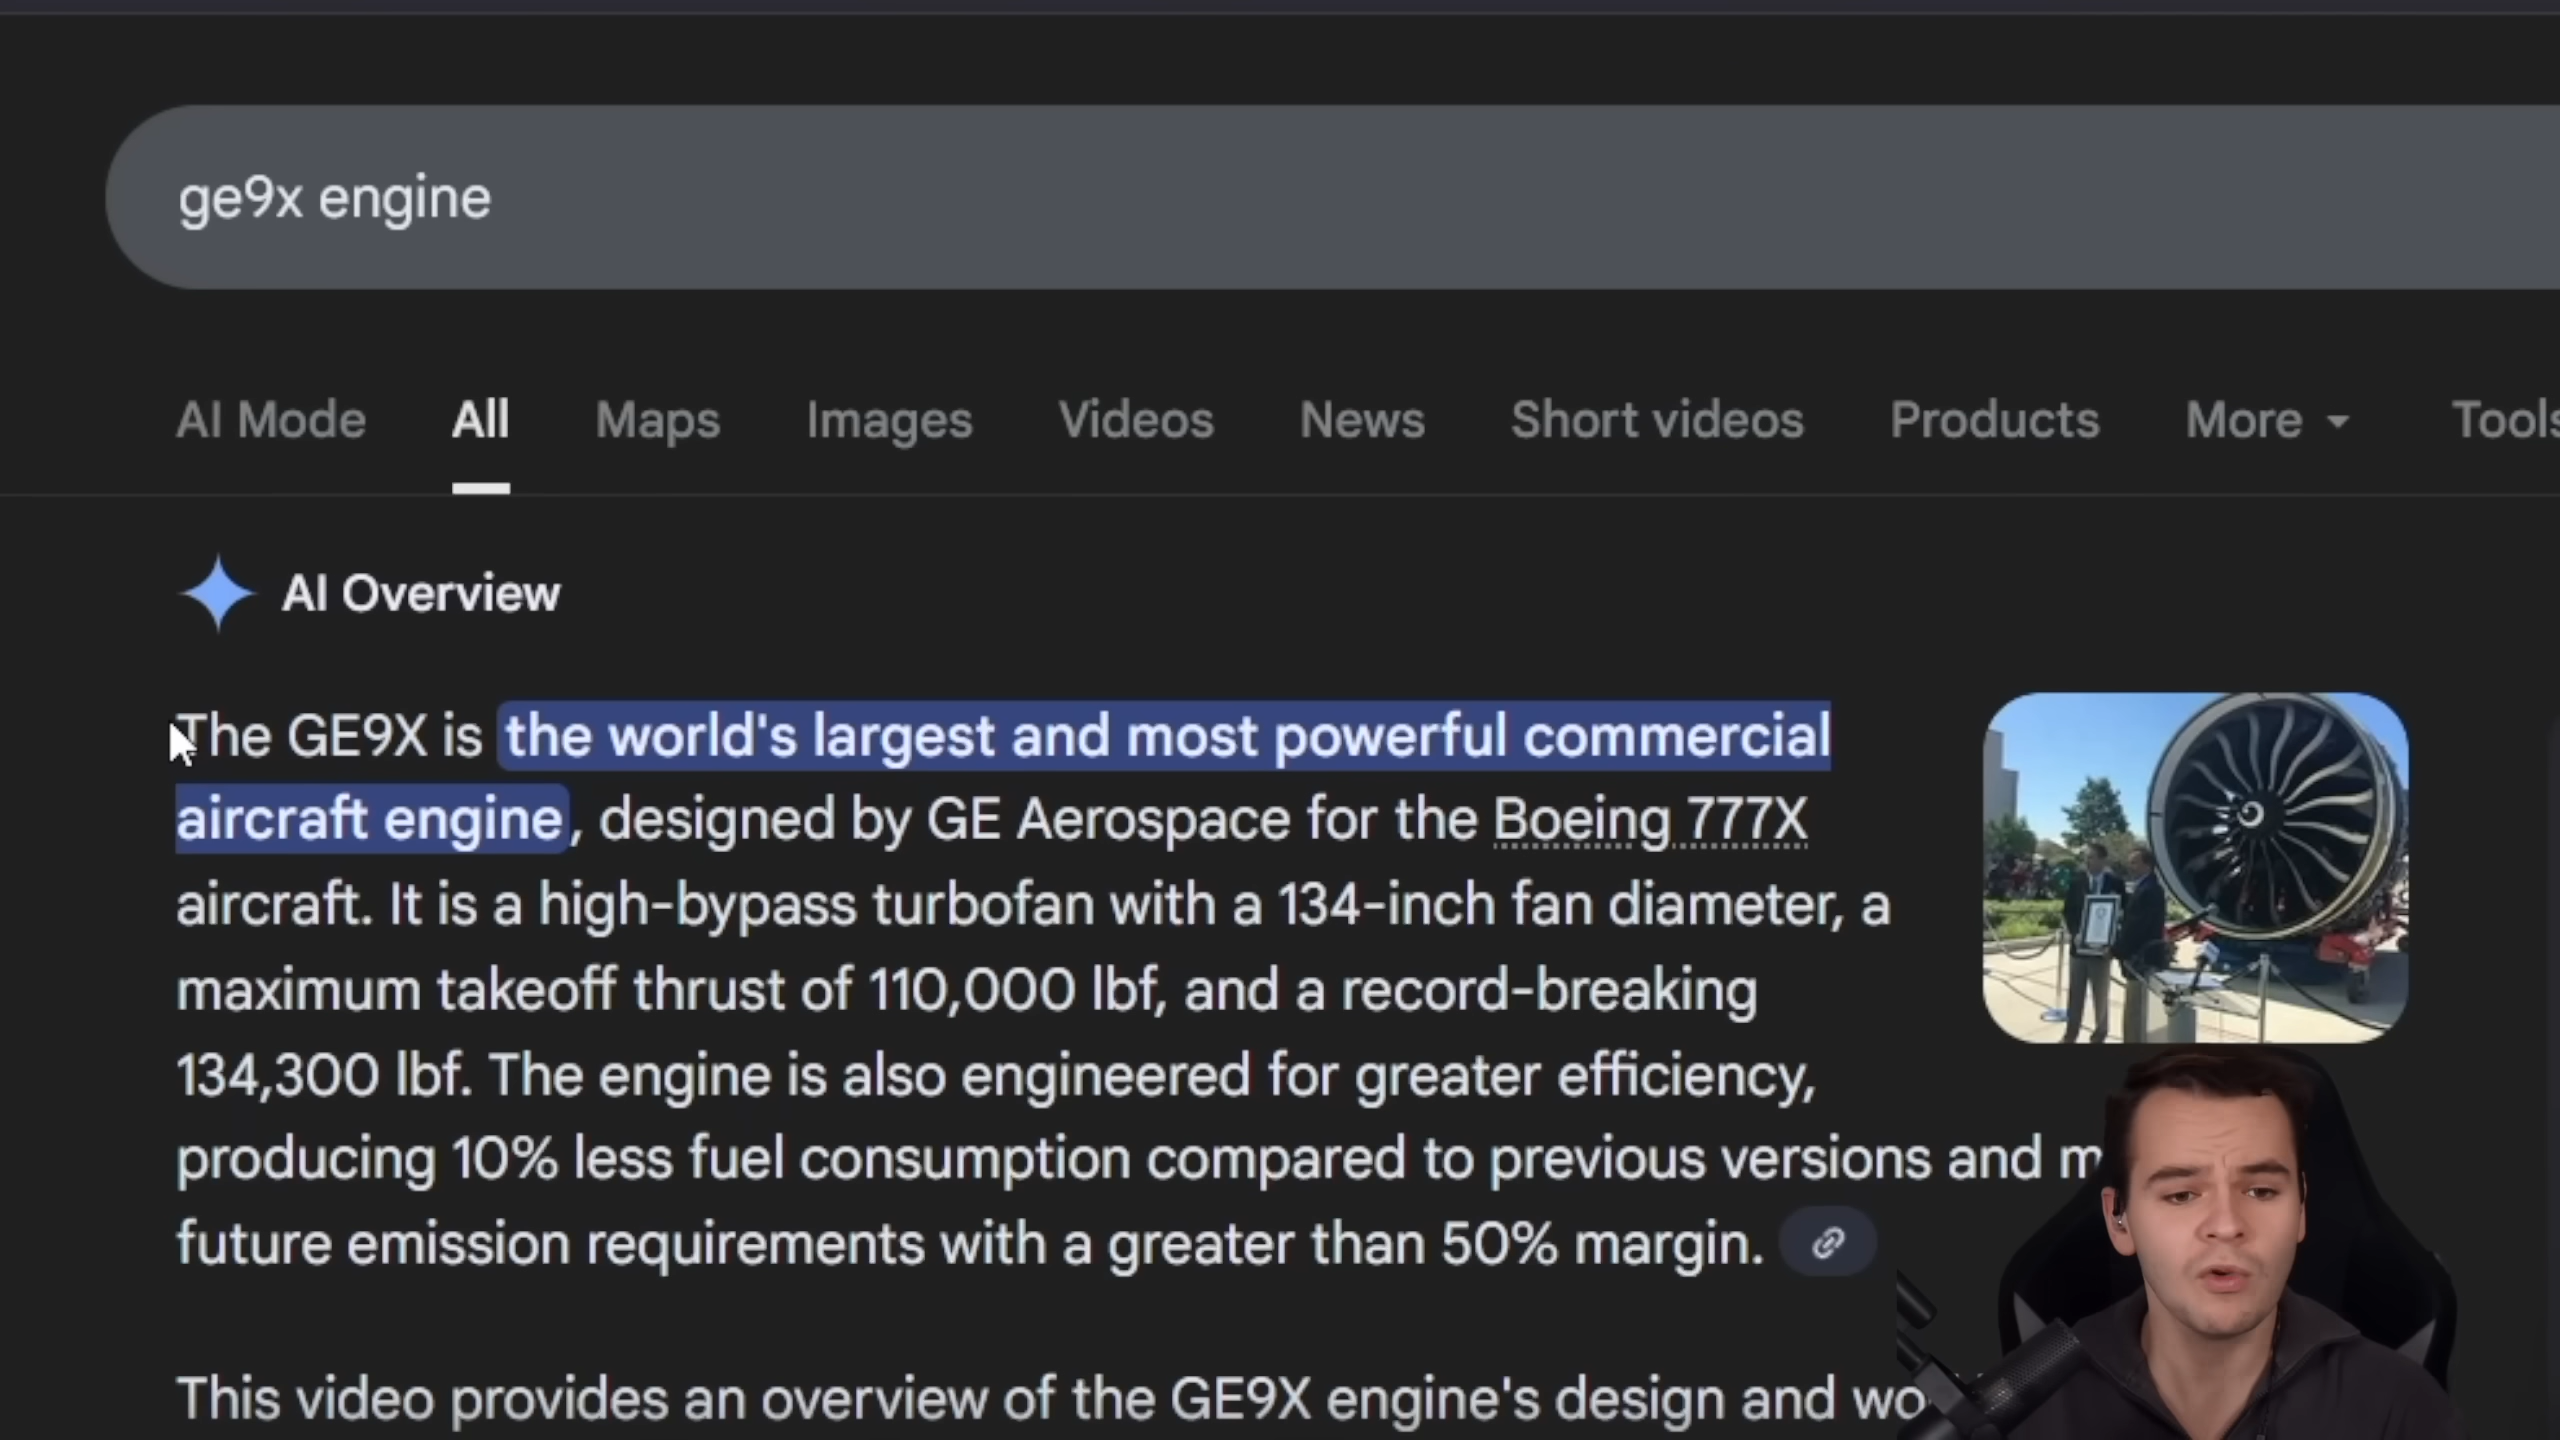 ge9x engine
AI Mode All Maps Images Videos News Short videos Products More Tools
AI Overview
The GE9X is the world's largest and most powerful commercial
aircraft engine, designed by GE Aerospace for the Boeing 777X
aircraft. It is a high-bypass turbofan with a 134-inch fan diameter, a
maximum takeoff thrust of 110,000 lbf, and a record-breaking
134,300 lbf. The engine is also engineered for greater efficiency,
producing 10% less fuel consumption compared to previous versions and
future emission requirements with a greater than 50% margin.
This video provides an overview of the GE9X engine's design and